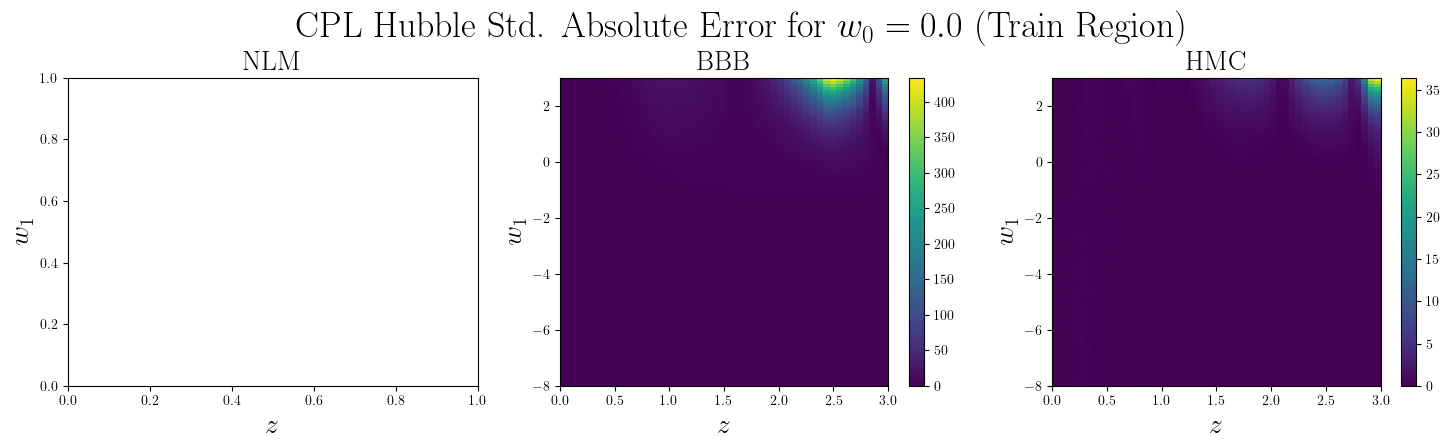 CPL Hubble Std. Absolute Error for $w_0 = 0.0$ (Train Region)
NLM
BBB
HMC
1.0
0.8
0.6
0.4
0.2
0.0
$w_1$
0.0 0.2 0.4 0.6 0.8 1.0
$z$
2
0
−2
−4
−6
−8
$w_1$
0.0 0.5 1.0 1.5 2.0 2.5 3.0
$z$
400
350
300
250
200
150
100
50
0
2
0
−2
−4
−6
−8
$w_1$
0.0 0.5 1.0 1.5 2.0 2.5 3.0
$z$
35
30
25
20
15
10
5
0